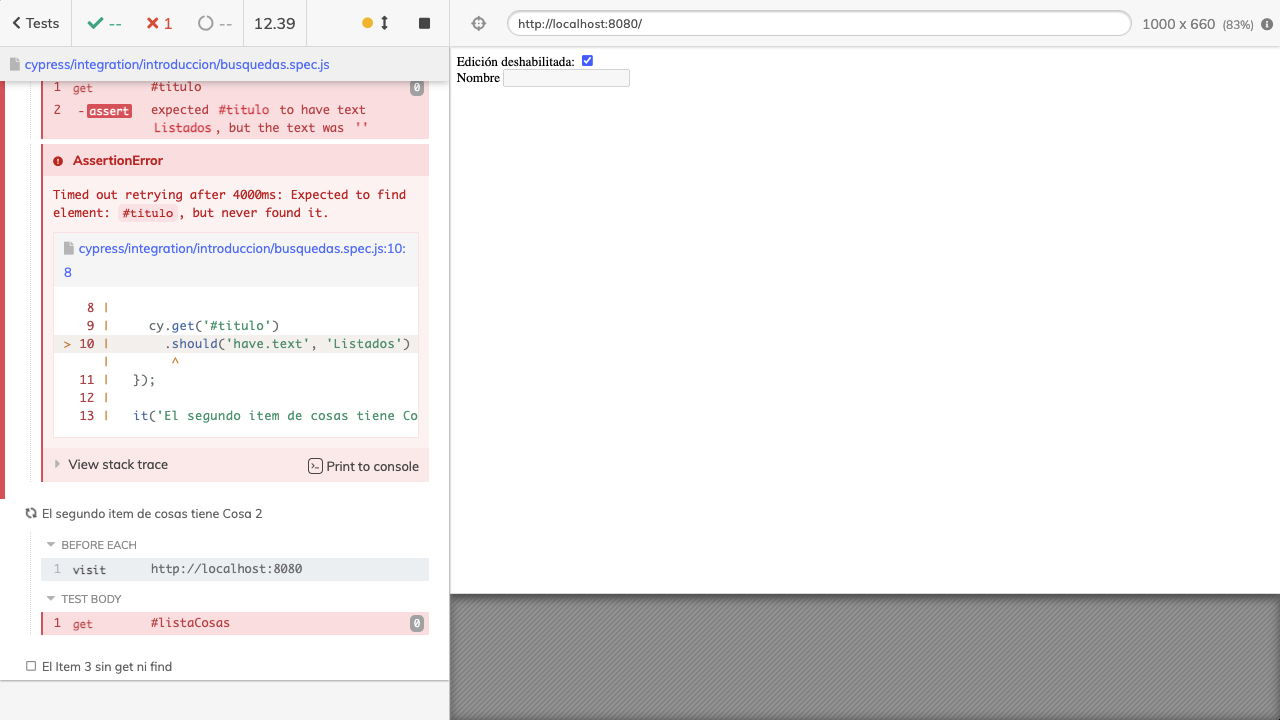 Tests
--
1
--
12.39
http://localhost:8080/
1000 x 660 (83%)
cypress/integration/introduccion/busquedas.spec.js
1 get #titulo 0
2 -assert expected #titulo to have text
Listados, but the text was ''
AssertionError
Timed out retrying after 4000ms: Expected to find
element: #titulo, but never found it.
cypress/integration/introduccion/busquedas.spec.js:10:
8
8 |
9 | cy.get('#titulo')
> 10 | .should('have.text', 'Listados')
| ^
11 | });
12 |
13 | it('El segundo item de cosas tiene Co
View stack trace
Print to console
El segundo item de cosas tiene Cosa 2
BEFORE EACH
1 visit http://localhost:8080
TEST BODY
1 get #listaCosas 0
El Item 3 sin get ni find
Edición deshabilitada:
Nombre